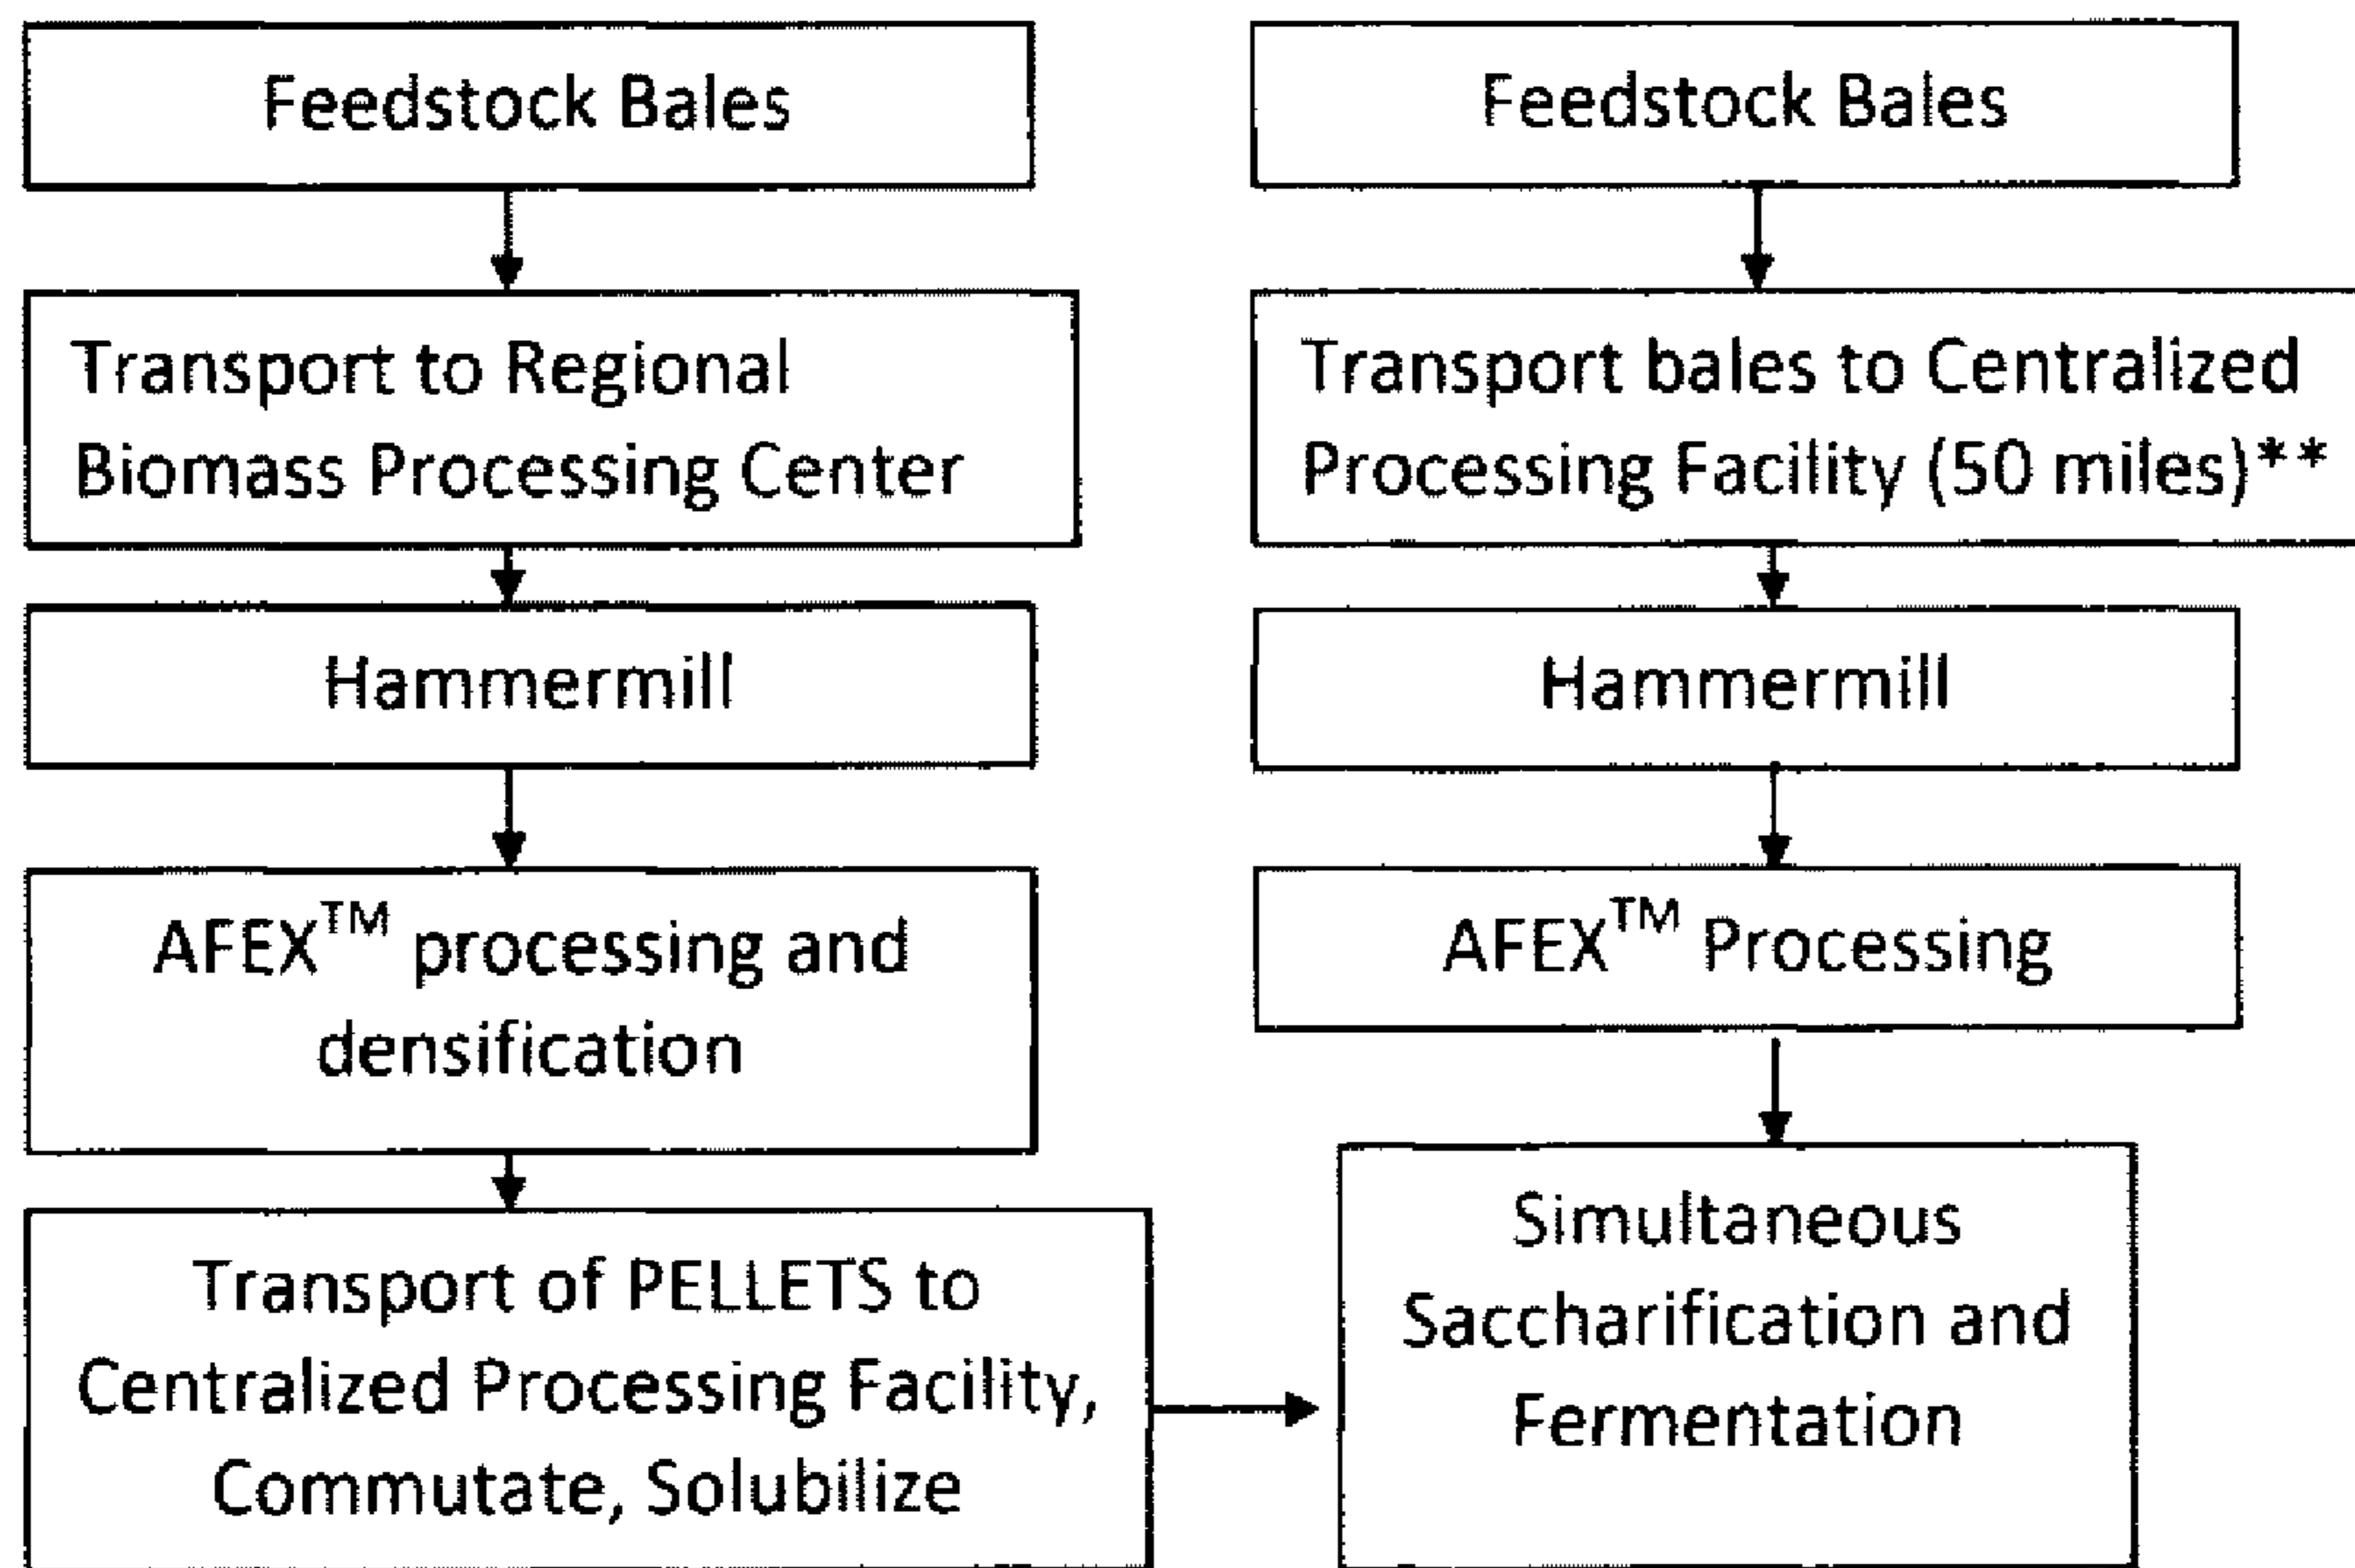 Feedstock Bales
Transport to Regional
Biomass Processing Center
Hammermill
AFEX™ processing and
densification
Transport of PELLETS to
Centralized Processing Facility,
Commutate, Solubilize
Feedstock Bales
Transport bales to Centralized
Processing Facility (50 miles)**
Hammermill
AFEX™ Processing
Simultaneous
Saccharification and
Fermentation